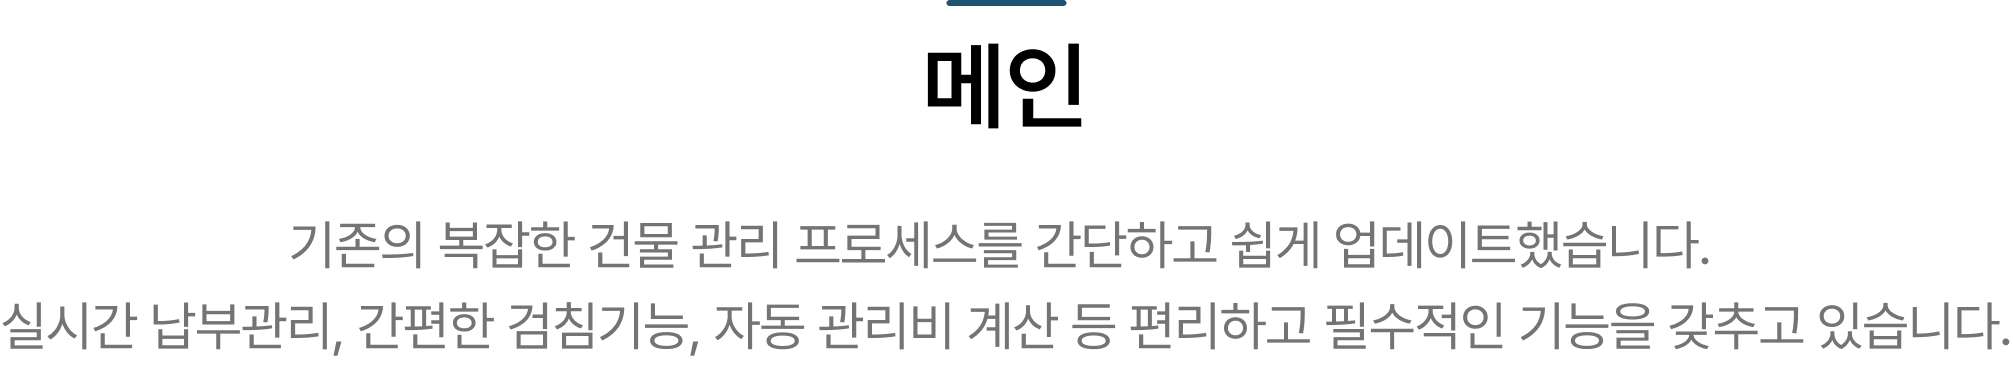 메인
기존의 복잡한 건물 관리 프로세스를 간단하고 쉽게 업데이트했습니다.
실시간 납부관리, 간편한 검침기능, 자동 관리비 계산 등 편리하고 필수적인 기능을 갖추고 있습니다.